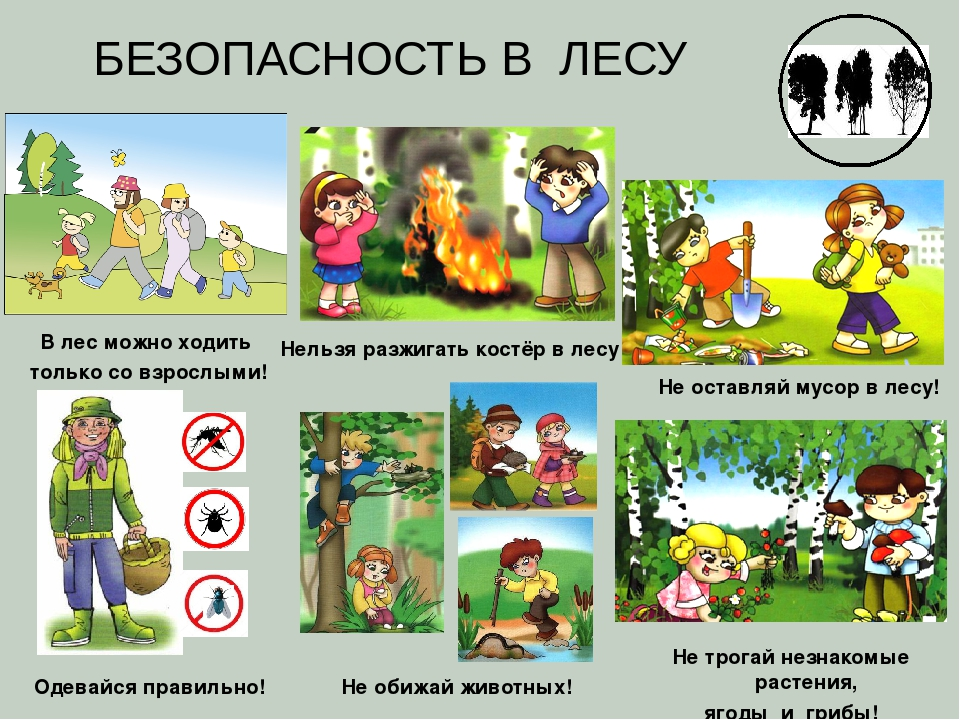 БЕЗОПАСНОСТЬ В ЛЕСУ
В лес можно ходить
только со взрослыми!
Нельзя разжигать костёр в лесу
Не оставляй мусор в лесу!
Одевайся правильно!
Не обижай животных!
Не трогай незнакомые
растения,
ягоды и грибы!